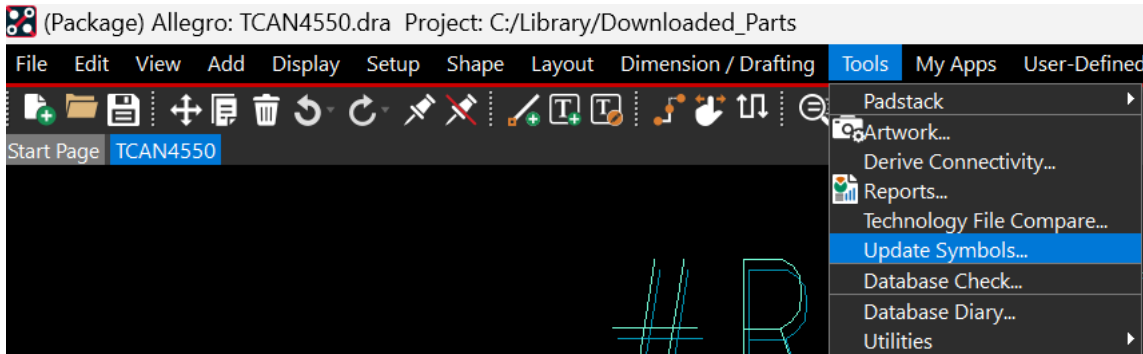 (Package) Allegro: TCAN4550.dra Project: C:/Library/Downloaded_Parts
File Edit View Add Display Setup Shape Layout Dimension / Drafting Tools My Apps User-Defined
Start Page TCAN4550
Padstack
Artwork...
Derive Connectivity...
Reports...
Technology File Compare...
Update Symbols...
Database Check...
Database Diary...
Utilities
# R